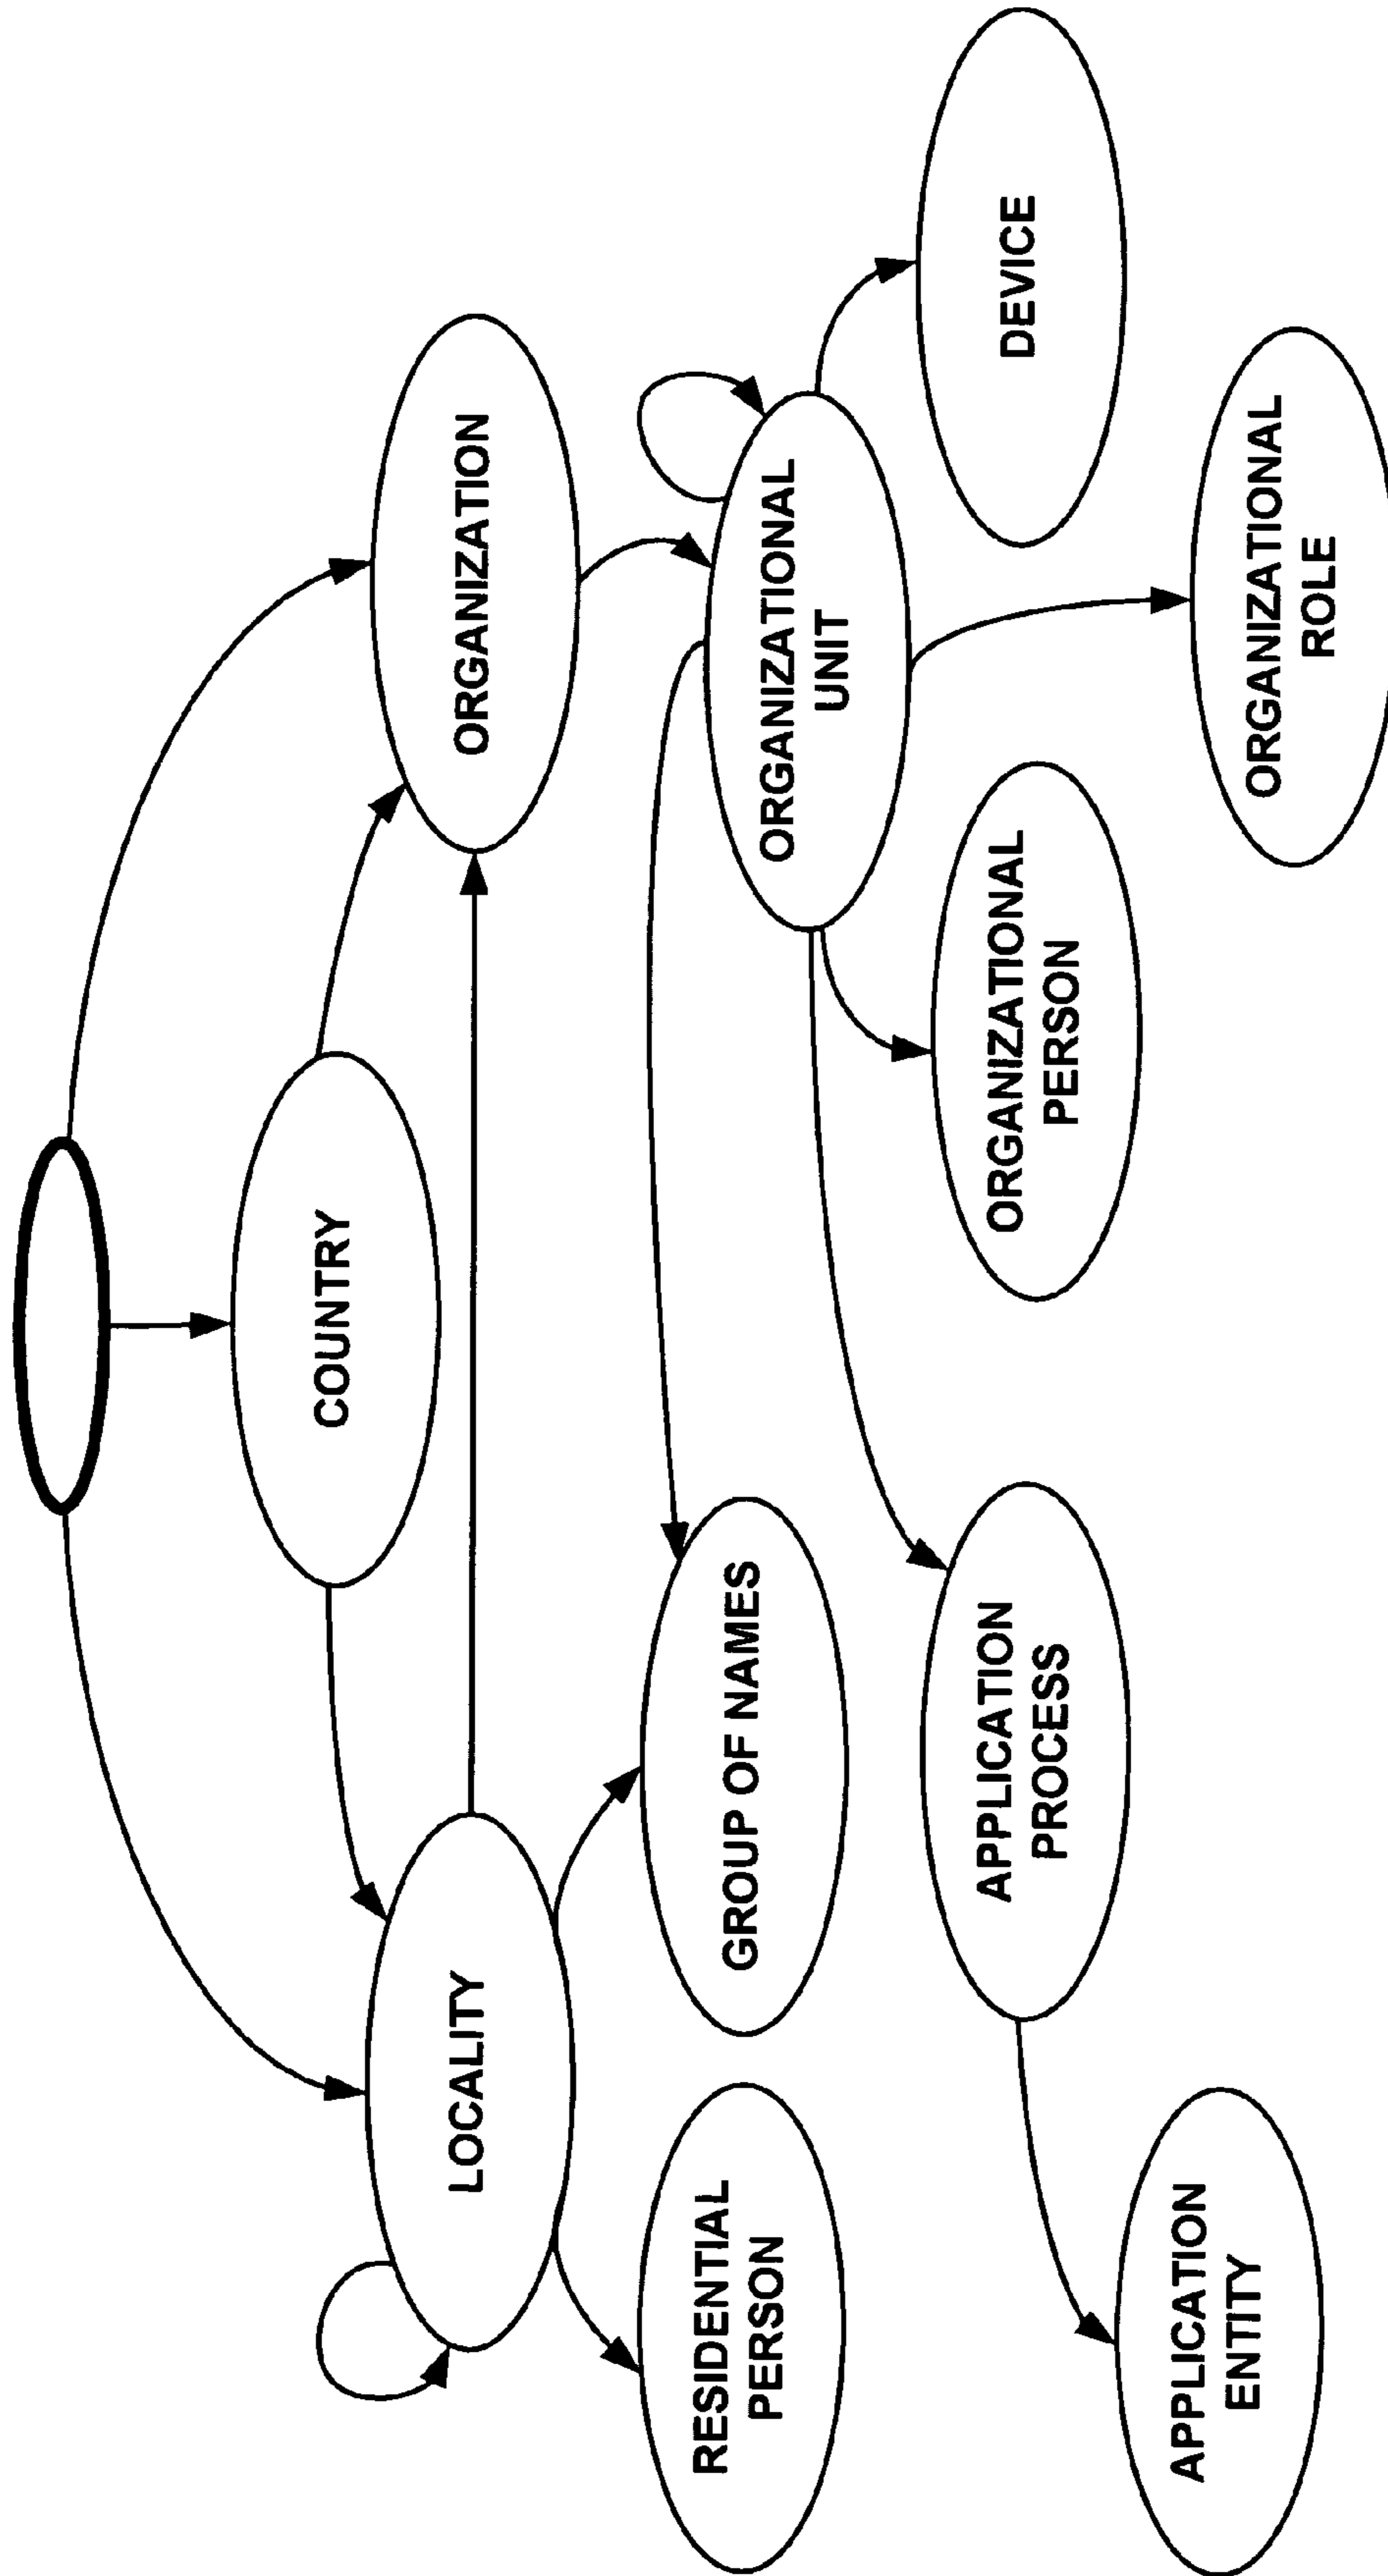 COUNTRY
LOCALITY
ORGANIZATION
RESIDENTIAL
PERSON
GROUP OF NAMES
ORGANIZATIONAL
UNIT
APPLICATION
PROCESS
ORGANIZATIONAL
PERSON
DEVICE
APPLICATION
ENTITY
ORGANIZATIONAL
ROLE